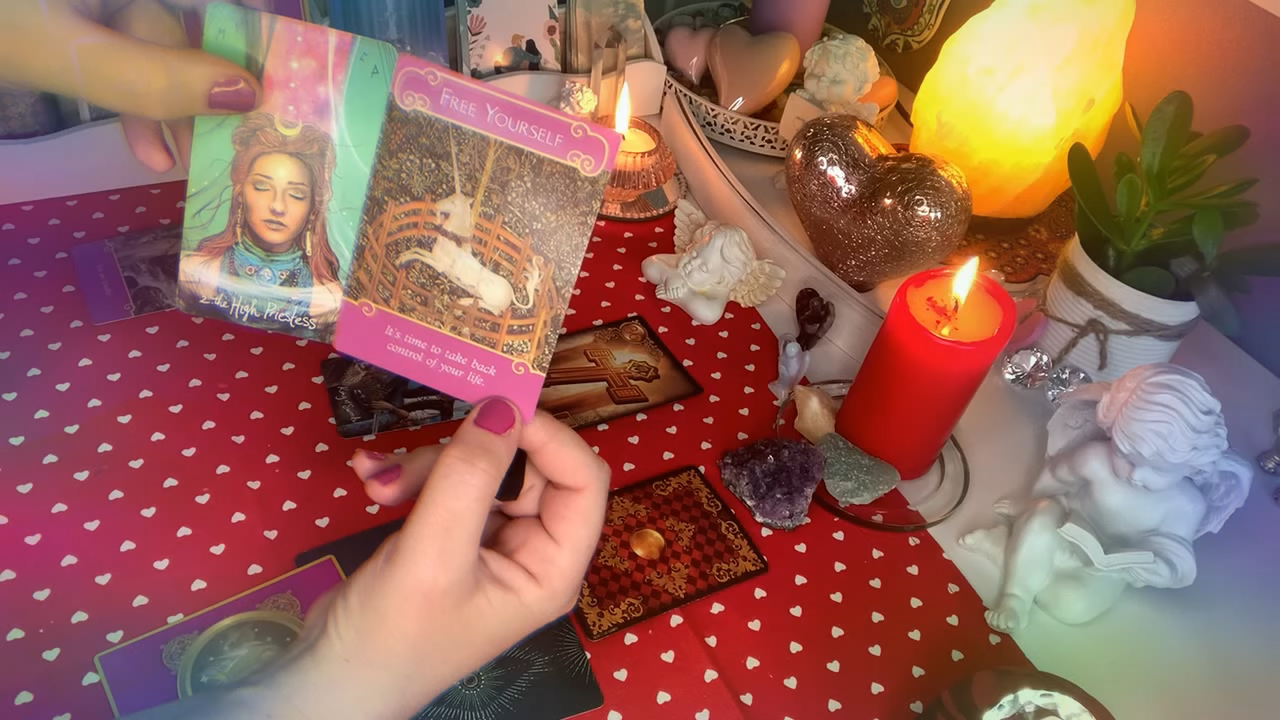 2. the High Priestess
FREE YOURSELF
It's time to take back
control of your life.